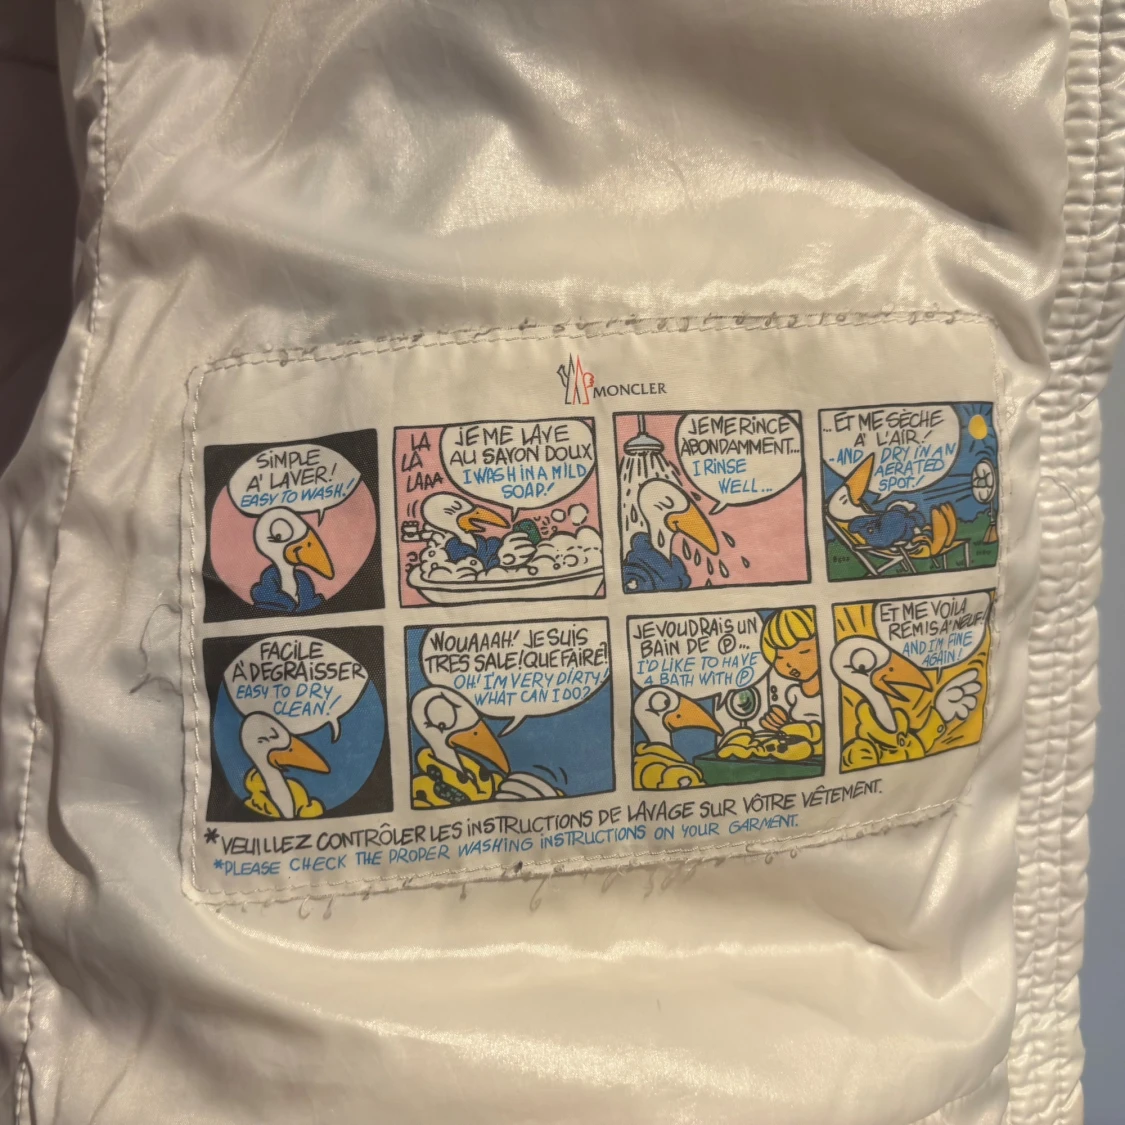 MONCLER
SIMPLE
A' LAVER!
EASY TO WASH!
LA
LA
LAAA
JE ME LAVE
AU SAVON DOUX
I WASH IN A MILD
SOAP!
JE ME RINCE
ABONDAMMENT...
I RINSE
WELL...
...ET ME SÈCHE
A' L'AIR!
-AND DRY IN AN
AERATED
SPOT!
FACILE
A' DEGRAISSER
EASY TO DRY
CLEAN!
WOUAAAH! JE SUIS
TRES SALE! QUE FAIRE?
OH! I'M VERY DIRTY!
WHAT CAN I DO?
JE VOUDRAIS UN
BAIN DE Ⓟ...
I'D LIKE TO HAVE
A BATH WITH Ⓟ
ET ME VOILA
REMIS A' NEUF!
AND I'M FINE
AGAIN!
*VEUILLEZ CONTRÔLER LES INSTRUCTIONS DE LAVAGE SUR VÔTRE VÊTEMENT.
*PLEASE CHECK THE PROPER WASHING INSTRUCTIONS ON YOUR GARMENT.